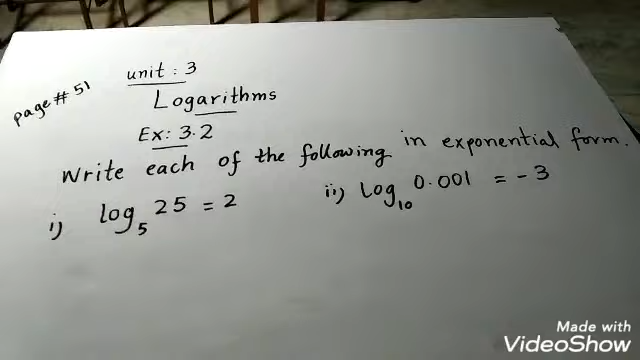 page # 51
unit : 3
Logarithms
Ex: 3.2
Write each of the following in exponential form.
i) log₅ 25 = 2
ii) log₁₀ 0.001 = - 3
Made with
VideoShow